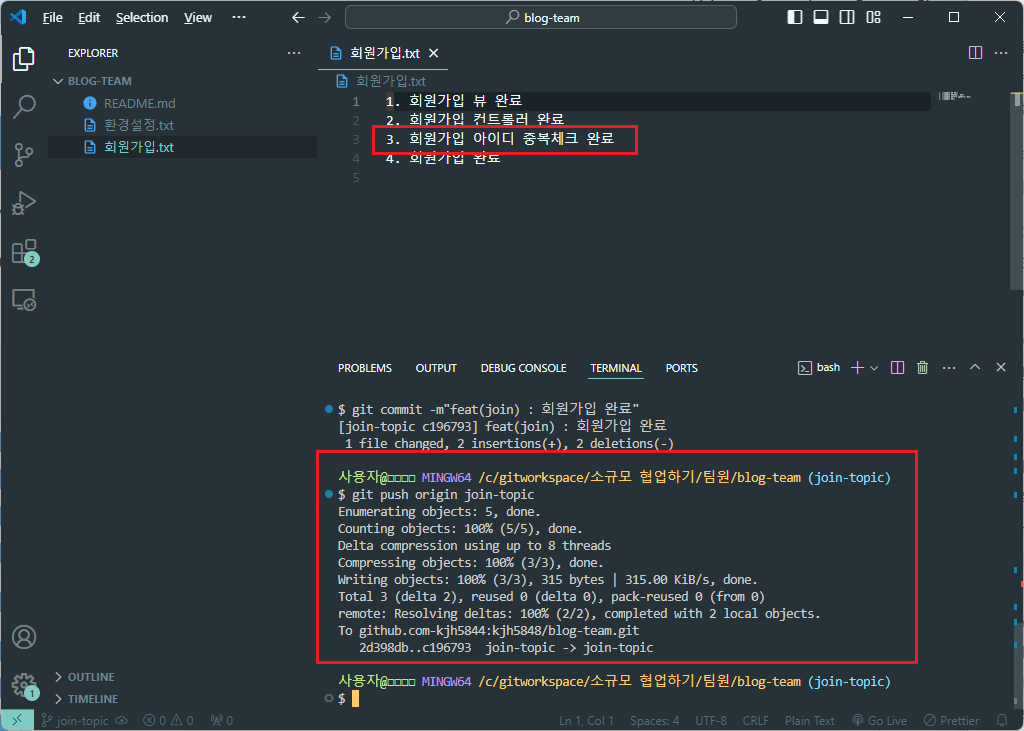 File Edit Selection View ··· blog-team
EXPLORER ···
BLOG-TEAM
README.md
환경설정.txt
회원가입.txt
회원가입.txt
회원가입.txt
1 1. 회원가입 뷰 완료
2 2. 회원가입 컨트롤러 완료
3 3. 회원가입 아이디 중복체크 완료
4 4. 회원가입 완료
5
PROBLEMS OUTPUT DEBUG CONSOLE TERMINAL PORTS bash
$ git commit -m"feat(join) : 회원가입 완료"
[join-topic c196793] feat(join) : 회원가입 완료
1 file changed, 2 insertions(+), 2 deletions(-)
사용자@□□□□ MINGW64 /c/gitworkspace/소규모 협업하기/팀원/blog-team (join-topic)
$ git push origin join-topic
Enumerating objects: 5, done.
Counting objects: 100% (5/5), done.
Delta compression using up to 8 threads
Compressing objects: 100% (3/3), done.
Writing objects: 100% (3/3), 315 bytes | 315.00 KiB/s, done.
Total 3 (delta 2), reused 0 (delta 0), pack-reused 0 (from 0)
remote: Resolving deltas: 100% (2/2), completed with 2 local objects.
To github.com-kjh5844:kjh5848/blog-team.git
2d398db..c196793 join-topic -> join-topic
사용자@□□□□ MINGW64 /c/gitworkspace/소규모 협업하기/팀원/blog-team (join-topic)
$
2
1
OUTLINE
TIMELINE
join-topic 0 0 0 Ln 1, Col 1 Spaces: 4 UTF-8 CRLF Plain Text Go Live Prettier